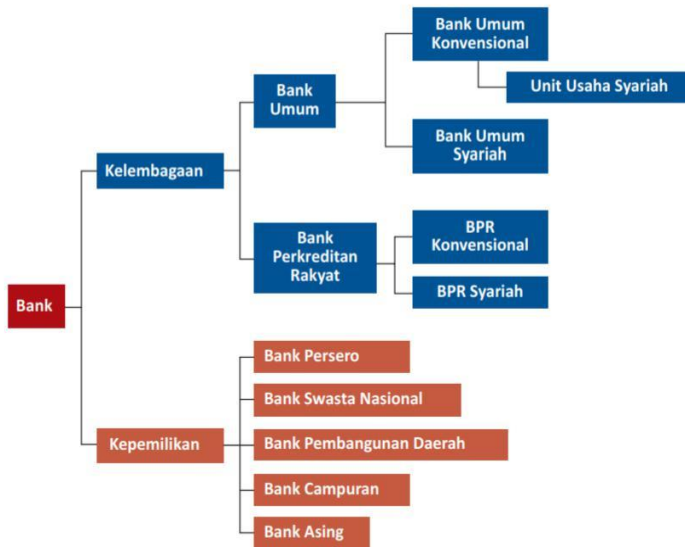 Bank Umum
Konvensional
Unit Usaha Syariah
Bank
Umum
Bank Umum
Syariah
Kelembagaan
BPR
Konvensional
Bank
Perkreditan
Rakyat
BPR Syariah
Bank
Bank Persero
Bank Swasta Nasional
Kepemilikan
Bank Pembangunan Daerah
Bank Campuran
Bank Asing